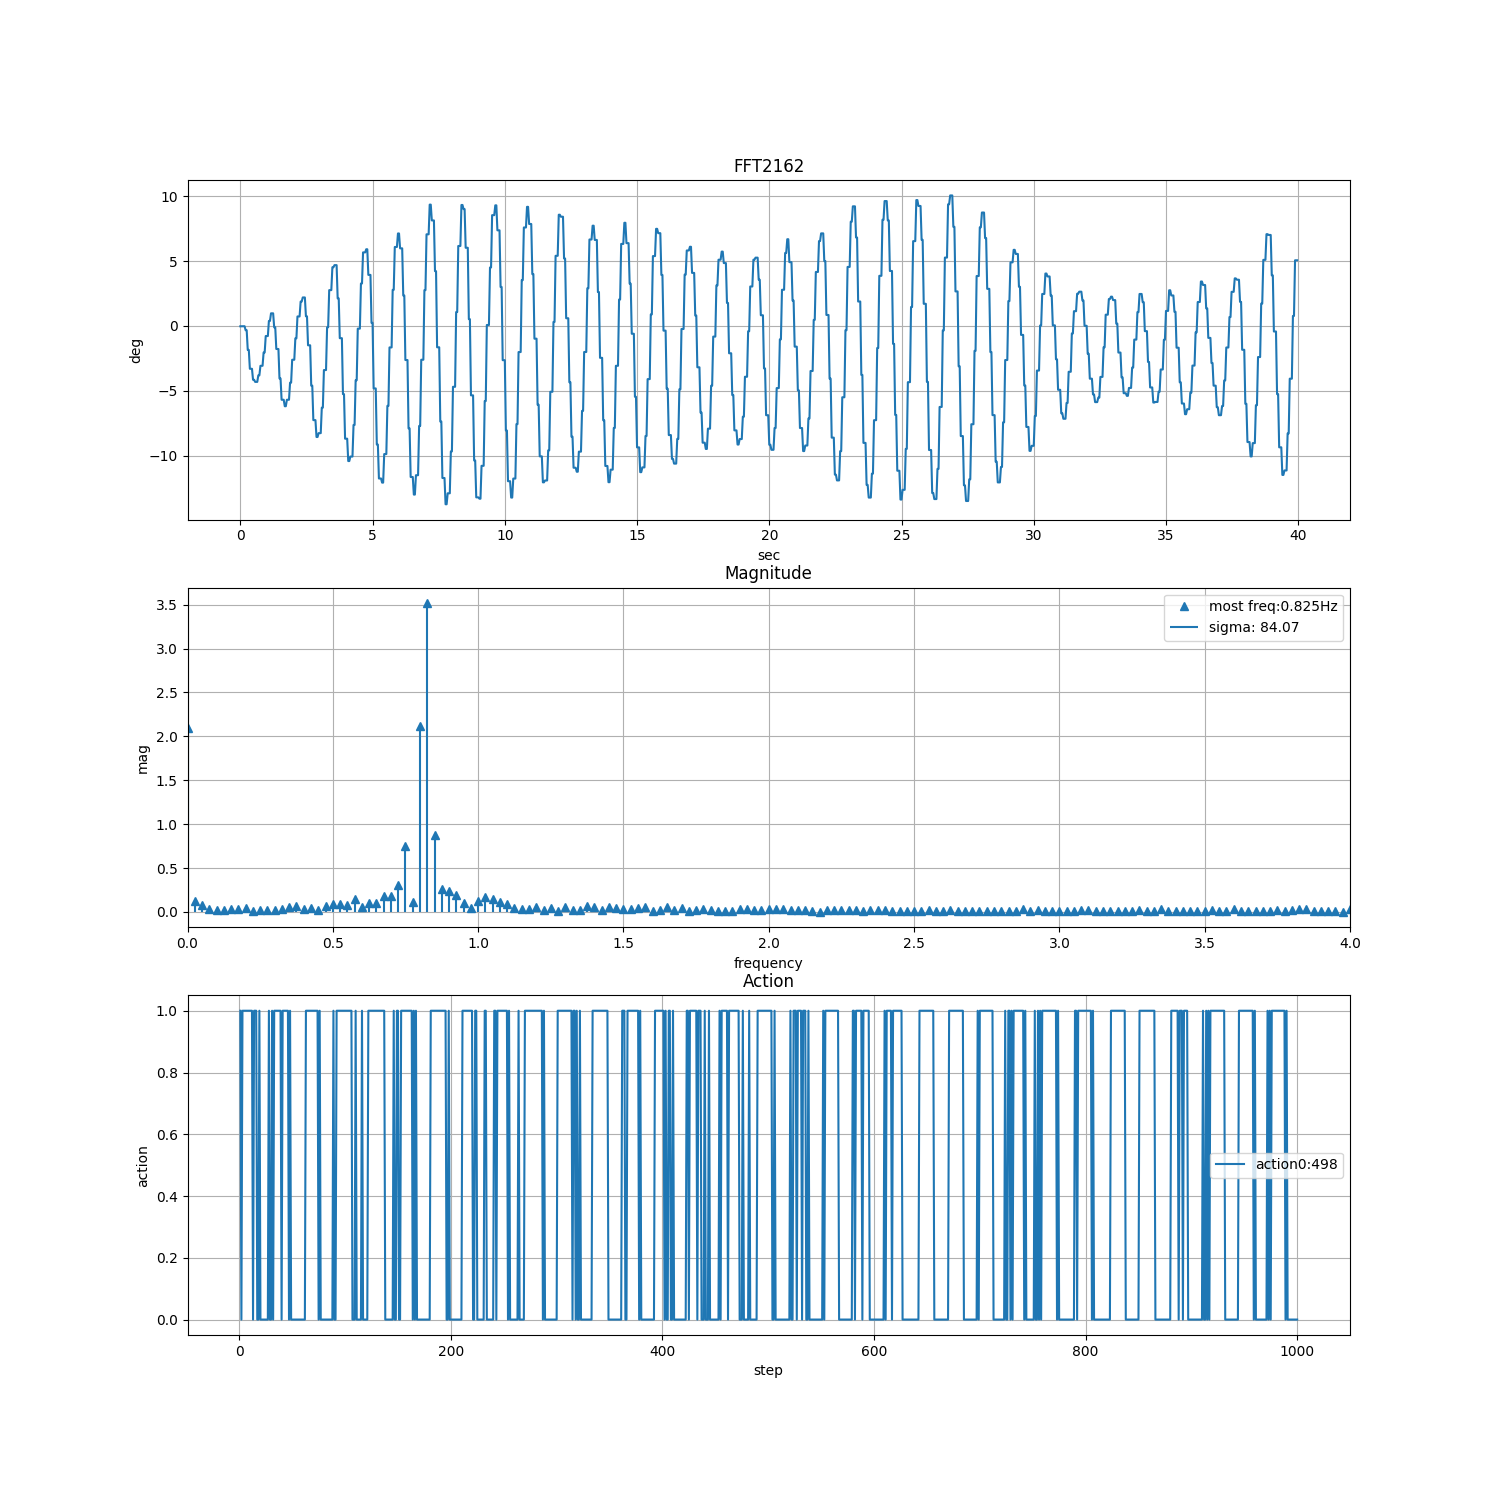 FFT2162
10
5
0
−5
−10
deg
0 5 10 15 20 25 30 35 40
sec
Magnitude
3.5
3.0
2.5
2.0
1.5
1.0
0.5
0.0
mag
most freq:0.825Hz
sigma: 84.07
0.0 0.5 1.0 1.5 2.0 2.5 3.0 3.5 4.0
frequency
Action
1.0
0.8
0.6
0.4
0.2
0.0
action
action0:498
0 200 400 600 800 1000
step